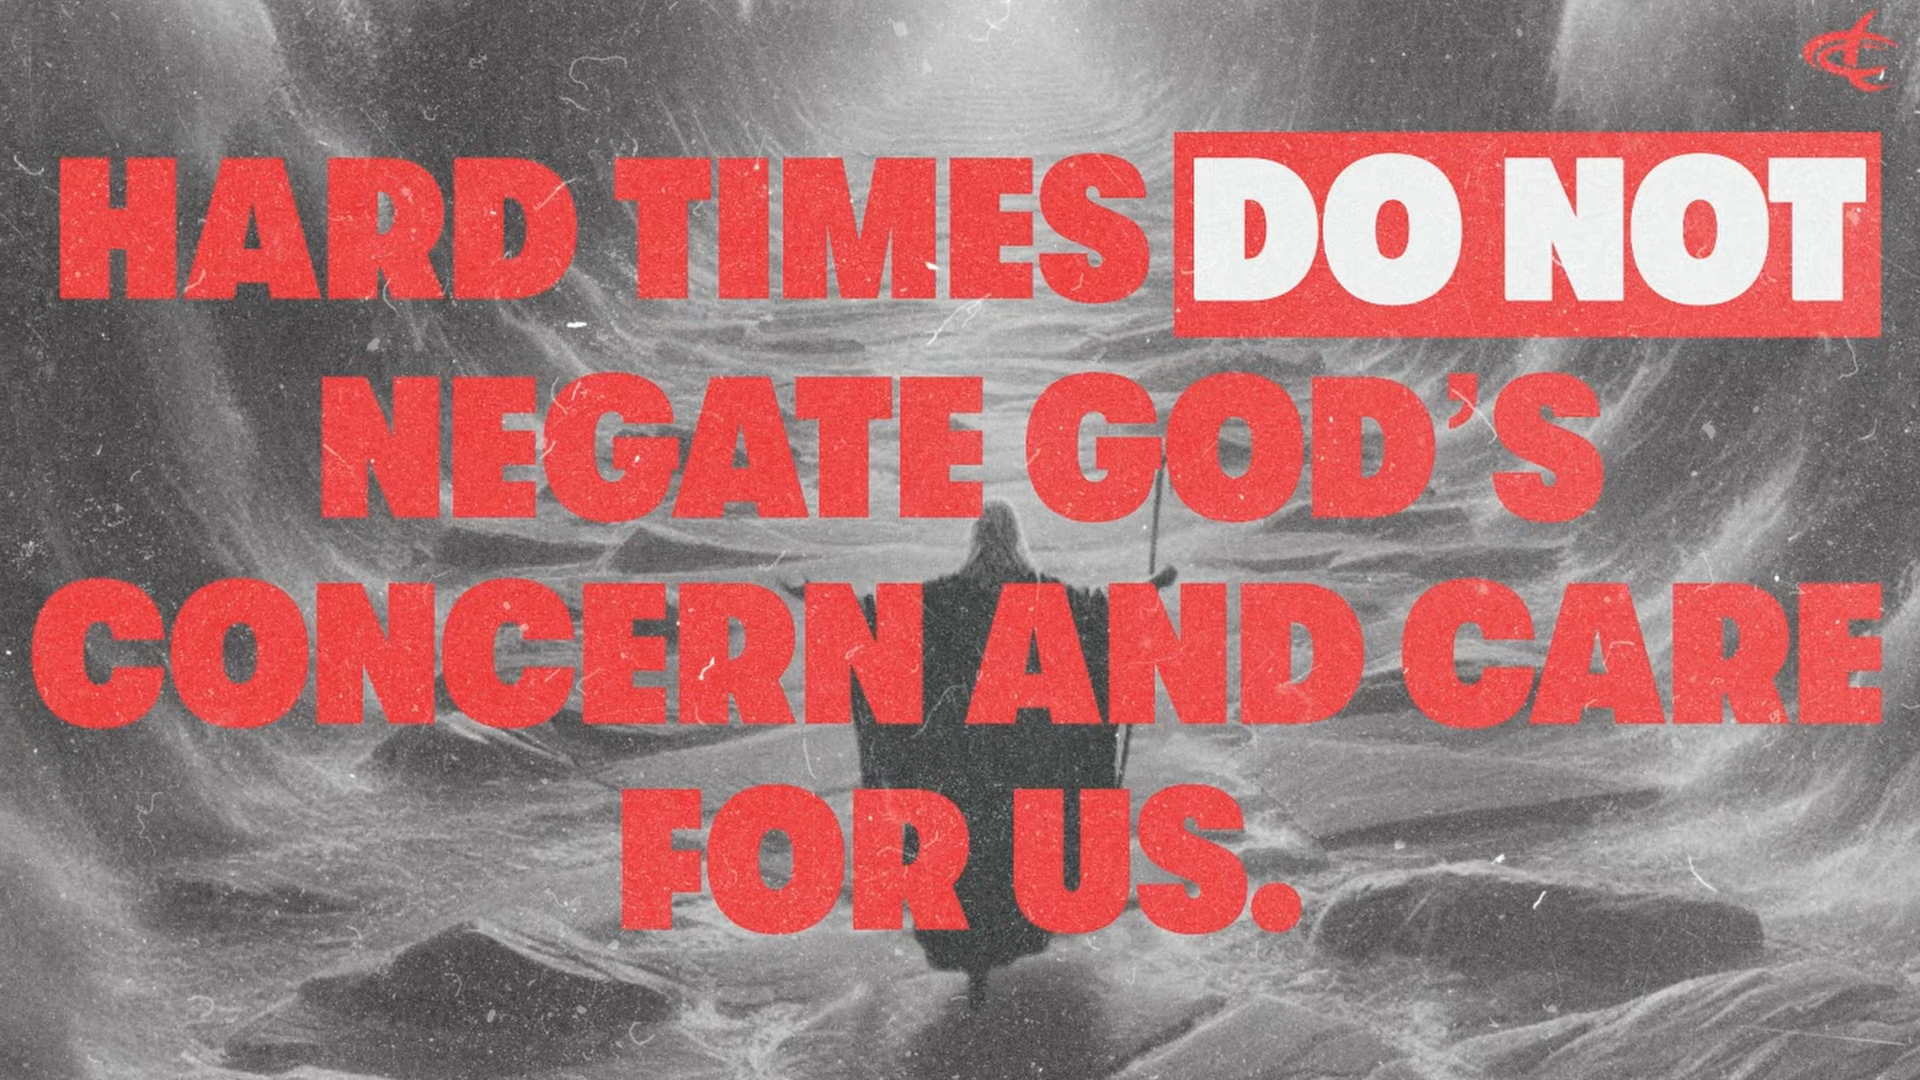 HARD TIMES DO NOT
NEGATE GOD’S
CONCERN AND CARE
FOR US.